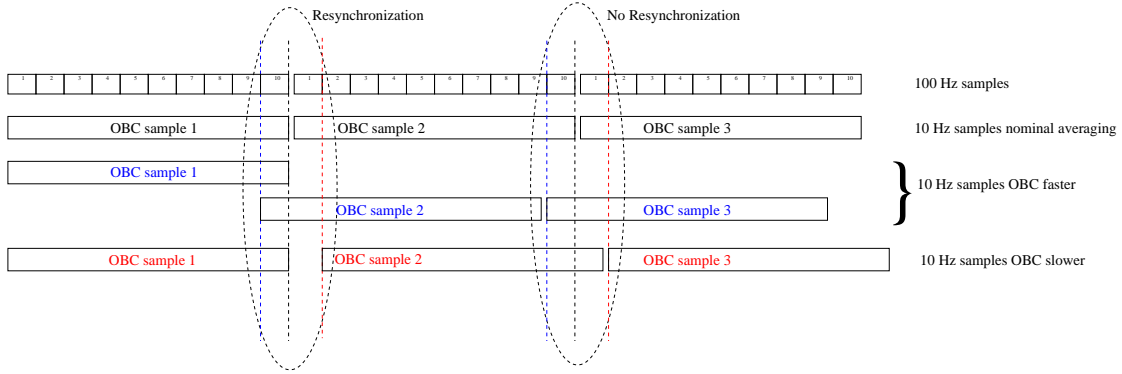 Resynchronization No Resynchronization
1 2 3 4 5 6 7 8 9 10 1 2 3 4 5 6 7 8 9 10 1 2 3 4 5 6 7 8 9 10 100 Hz samples
OBC sample 1 OBC sample 2 OBC sample 3 10 Hz samples nominal averaging
OBC sample 1
} 10 Hz samples OBC faster
OBC sample 2 OBC sample 3
OBC sample 1 OBC sample 2 OBC sample 3 10 Hz samples OBC slower